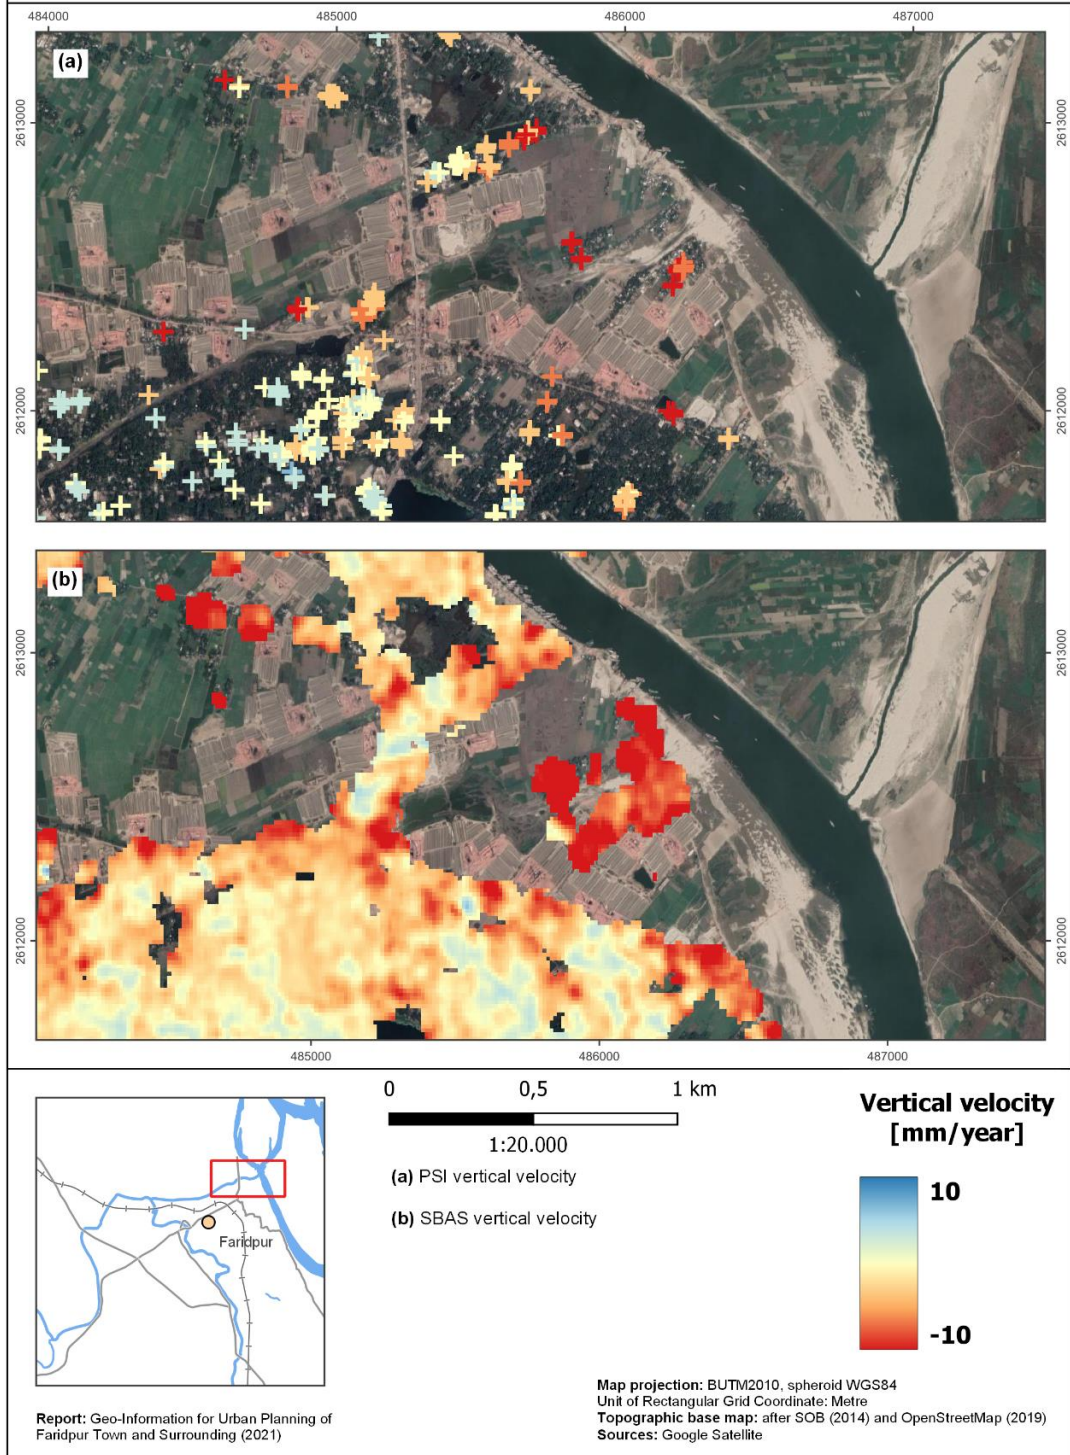 484000 485000 486000 487000
(a)
2613000 2613000
2612000 2612000
(b)
2613000 2613000
2612000 2612000
485000 486000 487000
0 0,5 1 km
1:20.000
(a) PSI vertical velocity
(b) SBAS vertical velocity
Vertical velocity
[mm/year]
10
-10
Faridpur
Report: Geo-Information for Urban Planning of
Faridpur Town and Surrounding (2021)
Map projection: BUTM2010, spheroid WGS84
Unit of Rectangular Grid Coordinate: Metre
Topographic base map: after SOB (2014) and OpenStreetMap (2019)
Sources: Google Satellite